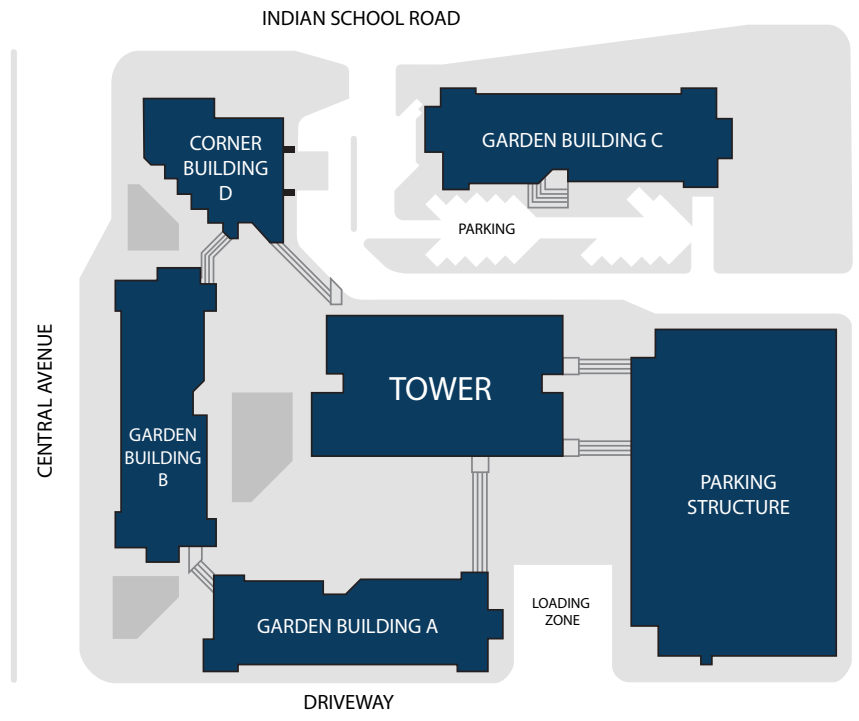 INDIAN SCHOOL ROAD
CORNER
BUILDING
D
GARDEN BUILDING C
PARKING
CENTRAL AVENUE
TOWER
GARDEN
BUILDING
B
PARKING
STRUCTURE
GARDEN BUILDING A
LOADING
ZONE
DRIVEWAY